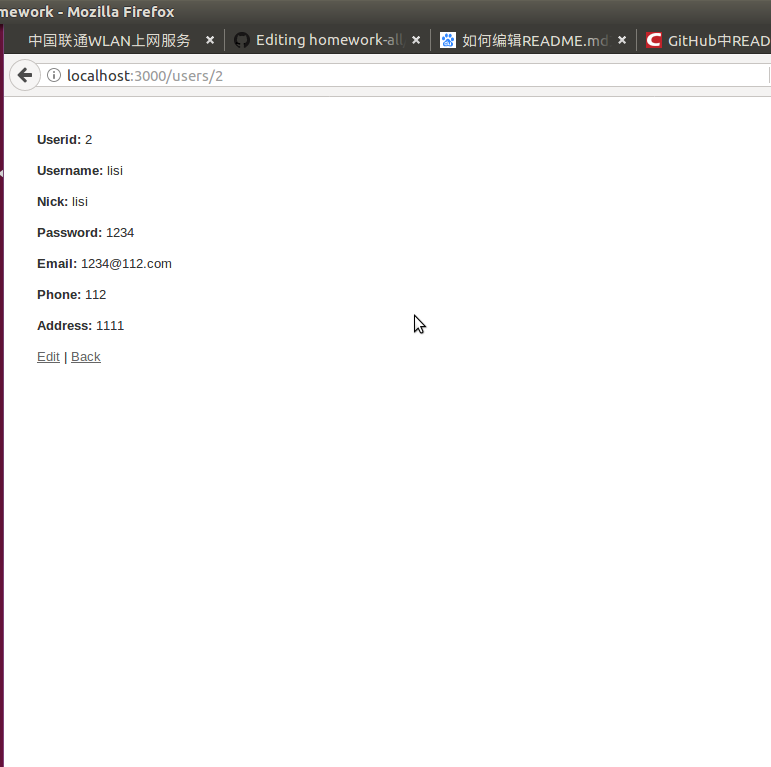 mework - Mozilla Firefox
中国联通WLAN上网服务 Editing homework-all 如何编辑README.md GitHub中READ
localhost:3000/users/2
Userid: 2
Username: lisi
Nick: lisi
Password: 1234
Email: 1234@112.com
Phone: 112
Address: 1111
Edit | Back